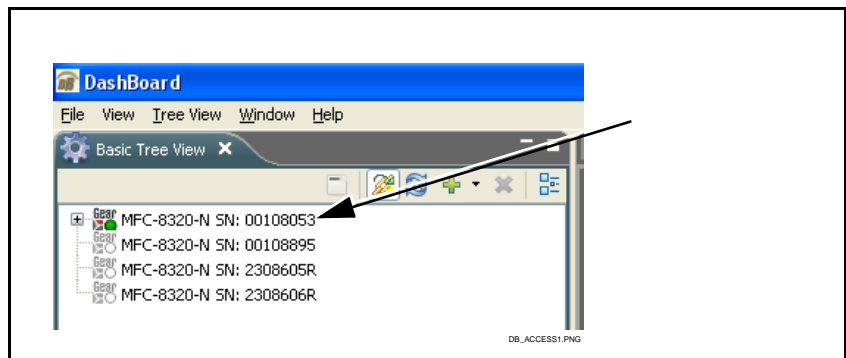 DashBoard
File View Tree View Window Help
Basic Tree View
Gear MFC-8320-N SN: 00108053
Gear MFC-8320-N SN: 00108895
Gear MFC-8320-N SN: 2308605R
Gear MFC-8320-N SN: 2308606R
DB_ACCESS1.PNG